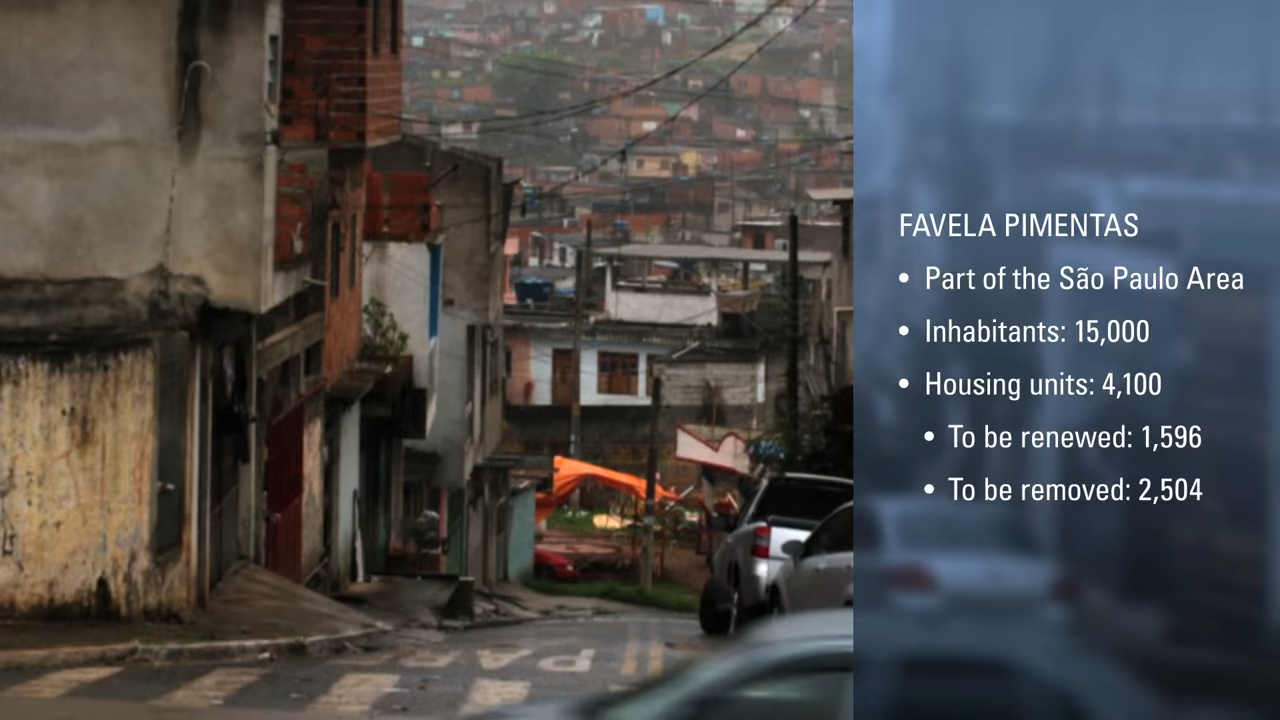 FAVELA PIMENTAS
• Part of the São Paulo Area
• Inhabitants: 15,000
• Housing units: 4,100
• To be renewed: 1,596
• To be removed: 2,504
PARE